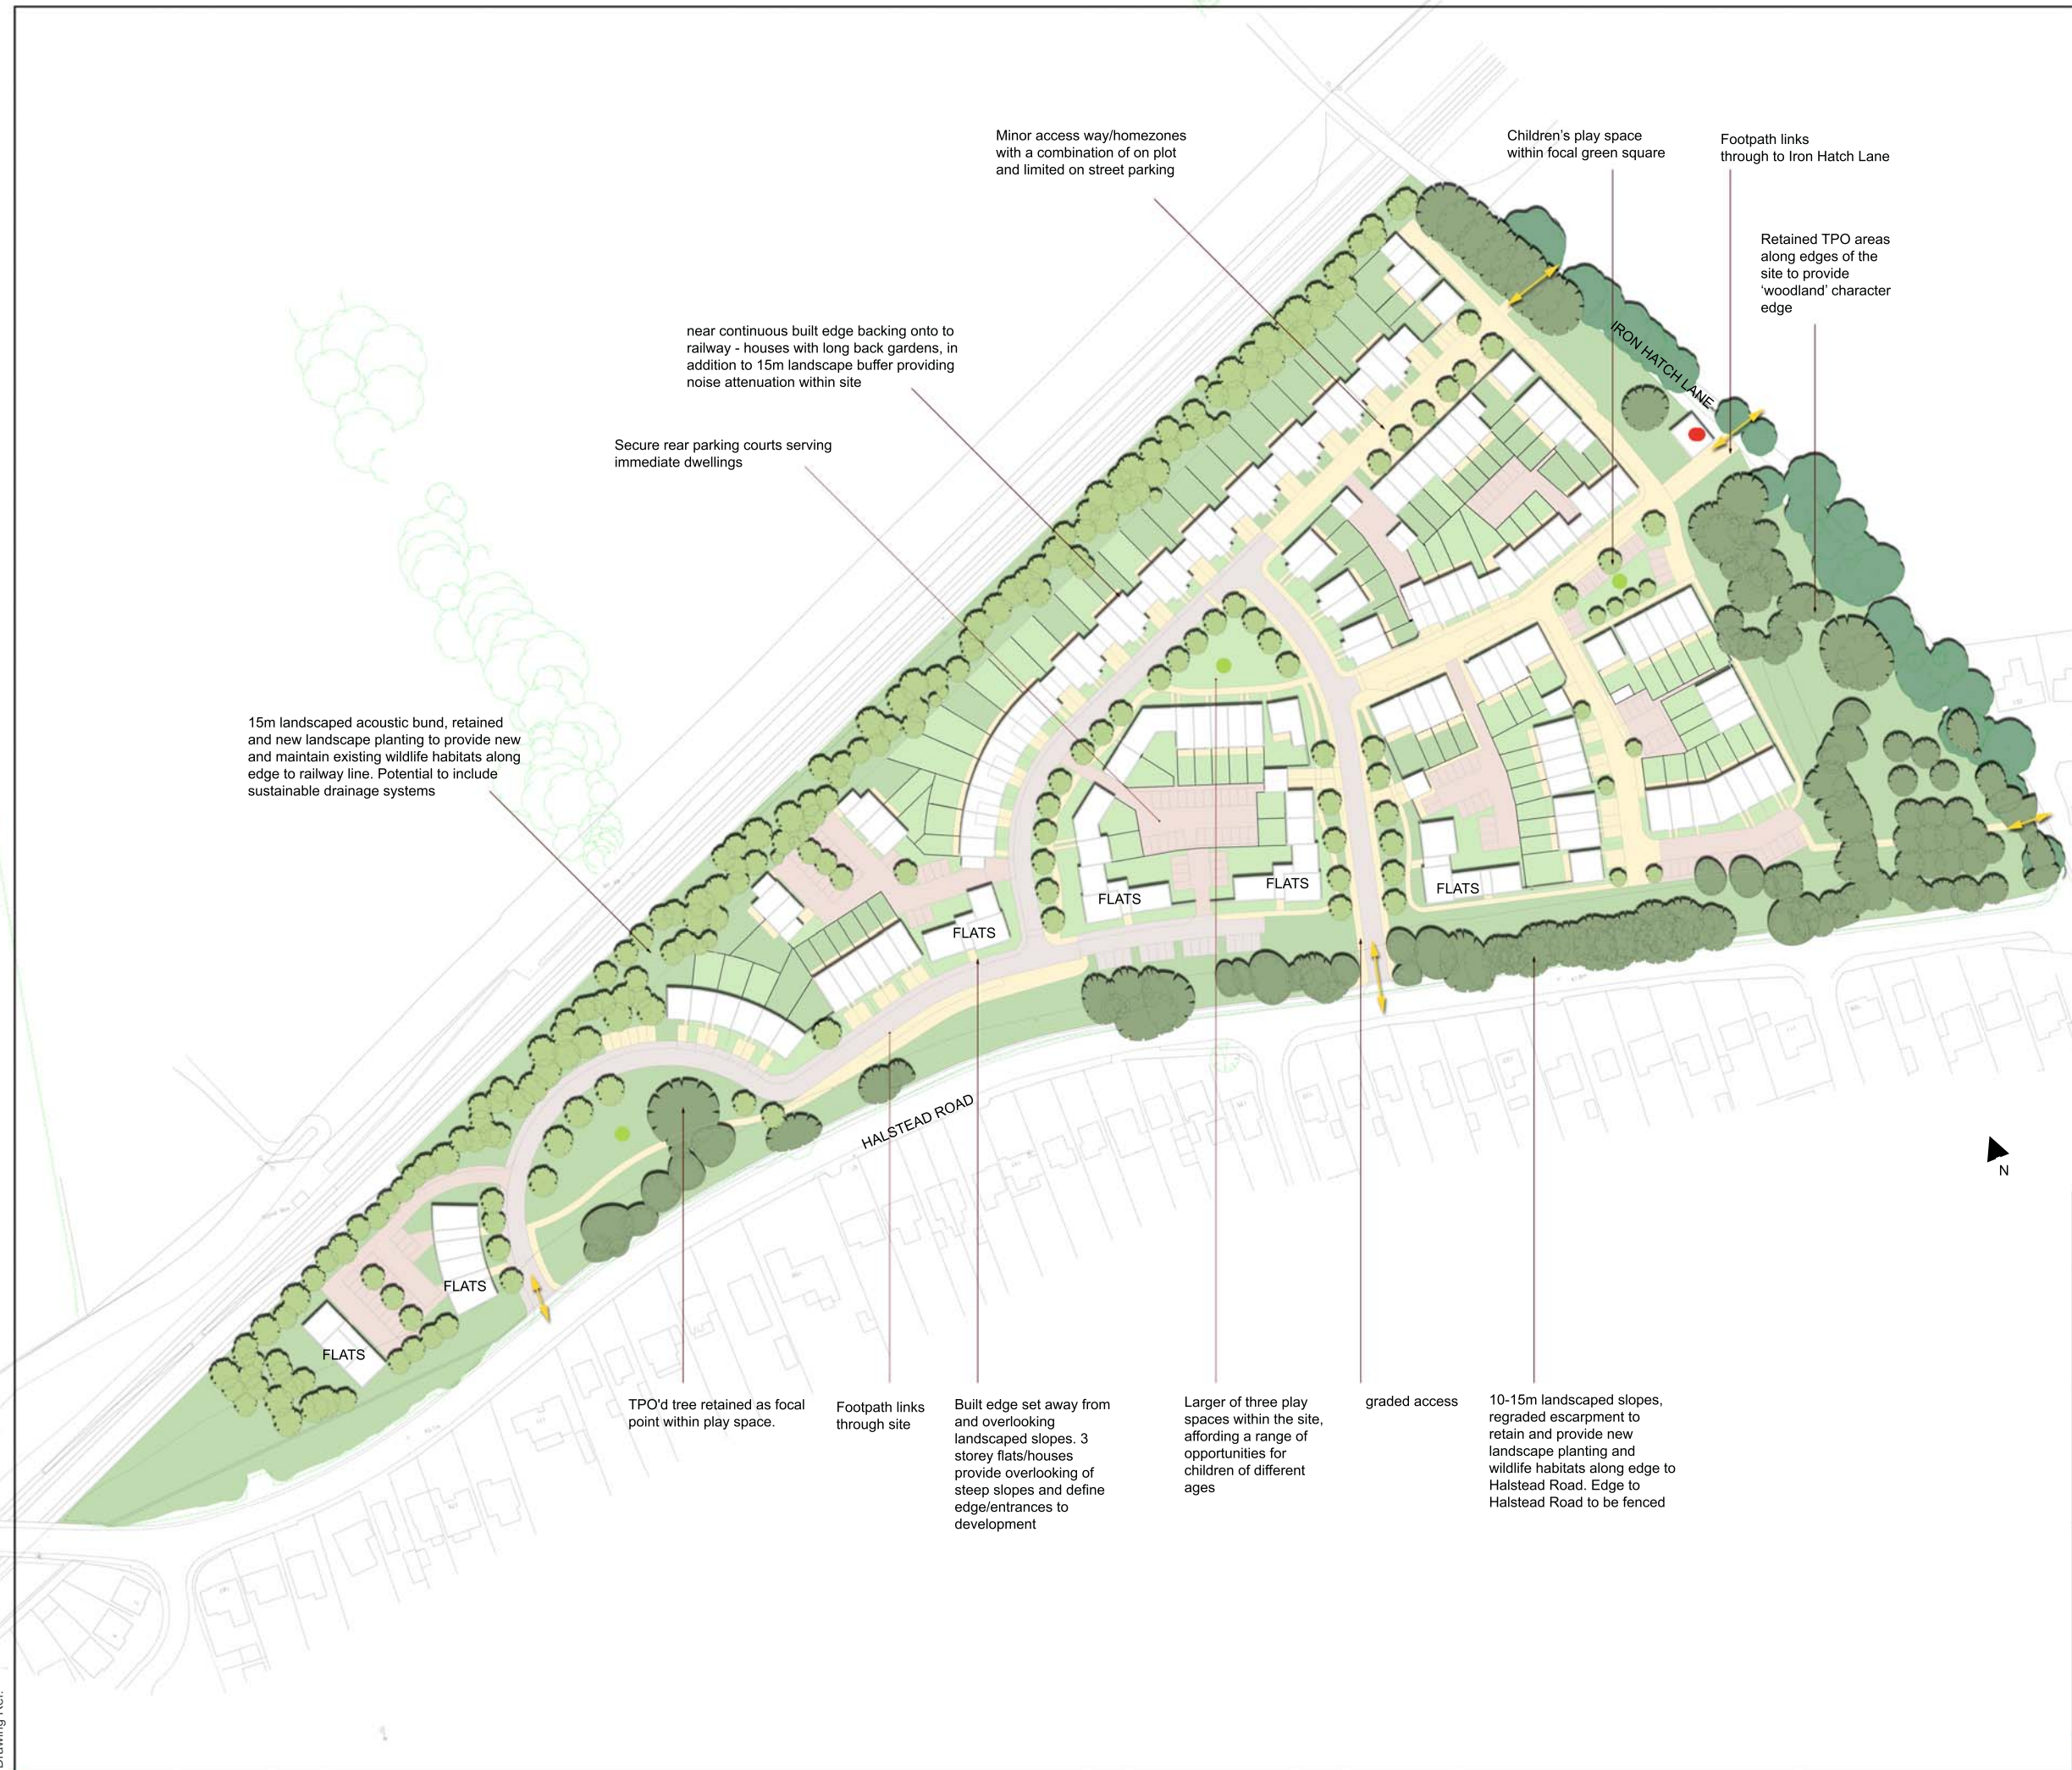 Minor access way/homezones
with a combination of on plot
and limited on street parking
Children's play space
within focal green square
Footpath links
through to Iron Hatch Lane
Retained TPO areas
along edges of the
site to provide
‘woodland’ character
edge
near continuous built edge backing onto to
railway - houses with long back gardens, in
addition to 15m landscape buffer providing
noise attenuation within site
IRON HATCH LANE
Secure rear parking courts serving
immediate dwellings
15m landscaped acoustic bund, retained
and new landscape planting to provide new
and maintain existing wildlife habitats along
edge to railway line. Potential to include
sustainable drainage systems
FLATS
FLATS
FLATS
FLATS
HALSTEAD ROAD
N
FLATS
FLATS
TPO'd tree retained as focal
point within play space.
Footpath links
through site
Built edge set away from
and overlooking
landscaped slopes. 3
storey flats/houses
provide overlooking of
steep slopes and define
edge/entrances to
development
Larger of three play
spaces within the site,
affording a range of
opportunities for
children of different
ages
graded access
10-15m landscaped slopes,
regraded escarpment to
retain and provide new
landscape planting and
wildlife habitats along edge to
Halstead Road. Edge to
Halstead Road to be fenced